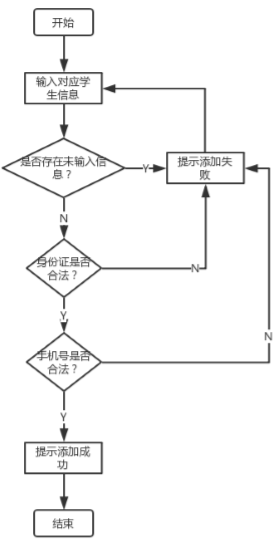 开始
输入对应学
生信息
是否存在未输入信
息？
Y
提示添加失
败
N
身份证是否
合法？
N
Y
手机号是否
合法？
N
Y
提示添加成
功
结束